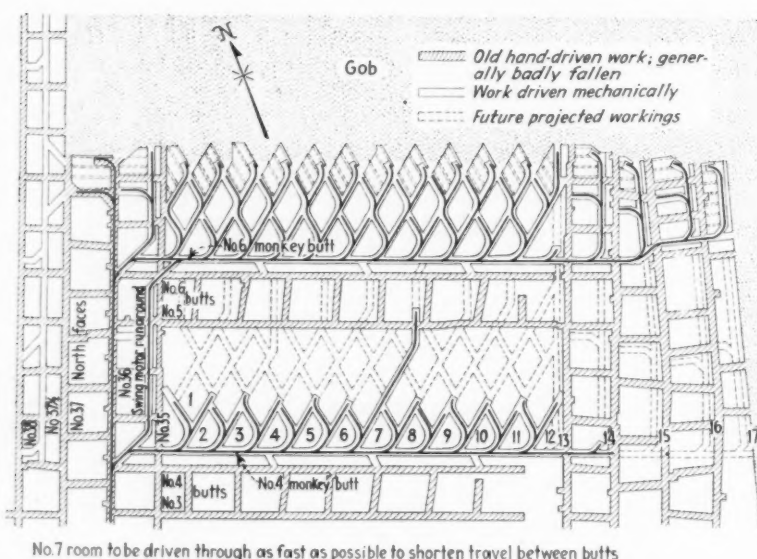 N
Gob
Old hand-driven work; gener-
ally badly fallen
Work driven mechanically
Future projected workings
No.6 monkey butt
No.6
No.5
butts
North faces
No.38
No.37½
No.37
No.36
Swing motor runaround
No.35
1
2 3 4 5 6 7 8 9 10 11 12 13 14 15 16 17
No.4 monkey butt
No.4
No.3
butts
No.7 room to be driven through as fast as possible to shorten travel between butts